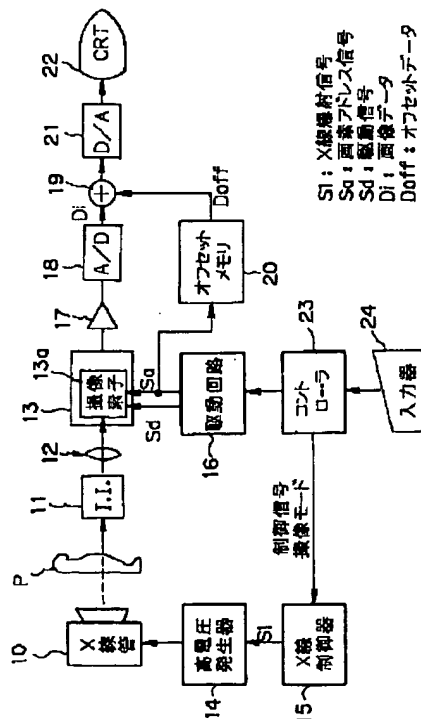 10
X線管
P
11
I.I.
12
13
13a
撮像素子
17
18
A/D
Di
19
21
D/A
22
CRT
Sd
Sa
Doff
オフセットメモリ
20
14
高電圧発生器
S1
16
駆動回路
15
X線制御器
制御信号
撮像モード
コントローラ
23
入力器
24
S1:X線爆射信号
Sa:画素アドレス信号
Sd:駆動信号
Di:画像データ
Doff:オフセットデータ